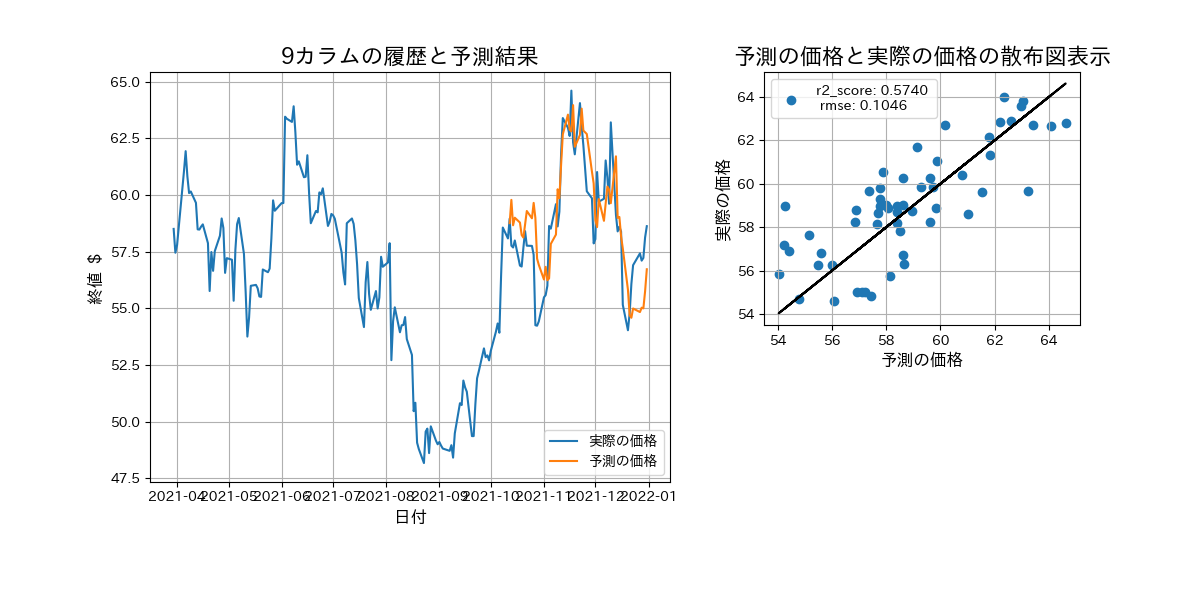 9カラムの履歴と予測結果
65.0
62.5
60.0
57.5
55.0
52.5
50.0
47.5
終値 $
2021-04 2021-05 2021-06 2021-07 2021-08 2021-09 2021-10 2021-11 2021-12 2022-01
日付
実際の価格
予測の価格
予測の価格と実際の価格の散布図表示
r2_score: 0.5740
rmse: 0.1046
64
62
60
58
56
54
実際の価格
54 56 58 60 62 64
予測の価格